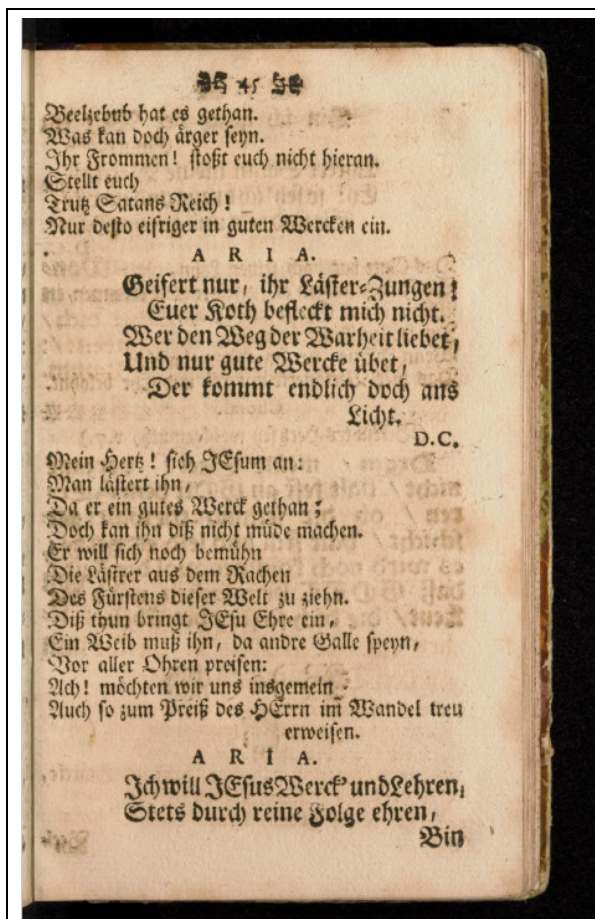 45
Beelzebub hat es gethan.
Was kan doch ärger seyn.
Ihr Frommen! stoßt euch nicht hieran.
Stellt euch
Trutz Satans Reich!
Nur desto eifriger in guten Wercken ein.
ARIA.
Geifert nur, ihr Läster-Zungen;
Euer Koth befleckt mich nicht.
Wer den Weg der Warheit liebet,
Und nur gute Wercke übet,
Der kommt endlich doch ans
Licht.
D.C.
Mein Hertz! sieh JEsum an:
Man lästert ihn,
Da er ein gutes Werck gethan;
Doch kan ihn diß nicht müde machen.
Er will sich noch bemühn
Die Lästrer aus dem Rachen
Des Fürstens dieser Welt zu ziehn.
Diß thun bringt JEsu Ehre ein,
Ein Weib muß ihn, da andre Galle speyn,
Vor aller Ohren preisen:
Ach! möchten wir uns insgemein
Auch so zum Preiß des HErrn im Wandel treu
erweisen.
ARIA.
Ich will JEsus Werck' und Lehren,
Stets durch reine Folge ehren,
Bin